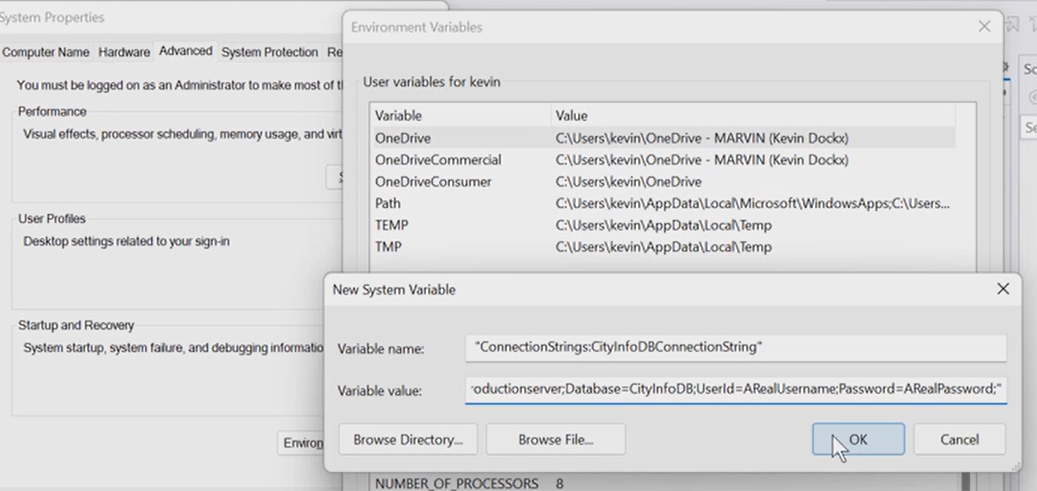 System Properties
Computer Name Hardware Advanced System Protection Re
You must be logged on as an Administrator to make most of
Performance
Visual effects, processor scheduling, memory usage, and virt
User Profiles
Desktop settings related to your sign-in
Startup and Recovery
System startup, system failure, and debugging informatio
Environ
Environment Variables
User variables for kevin
Variable Value
OneDrive C:\Users\kevin\OneDrive - MARVIN (Kevin Dockx)
OneDriveCommercial C:\Users\kevin\OneDrive - MARVIN (Kevin Dockx)
OneDriveConsumer C:\Users\kevin\OneDrive
Path C:\Users\kevin\AppData\Local\Microsoft\WindowsApps;C:\Users...
TEMP C:\Users\kevin\AppData\Local\Temp
TMP C:\Users\kevin\AppData\Local\Temp
New System Variable
Variable name: "ConnectionStrings:CityInfoDBConnectionString"
Variable value: oductionserver;Database=CityInfoDB;UserId=ARealUsername;Password=ARealPassword;"
Browse Directory... Browse File... OK Cancel
NUMBER_OF_PROCESSORS 8